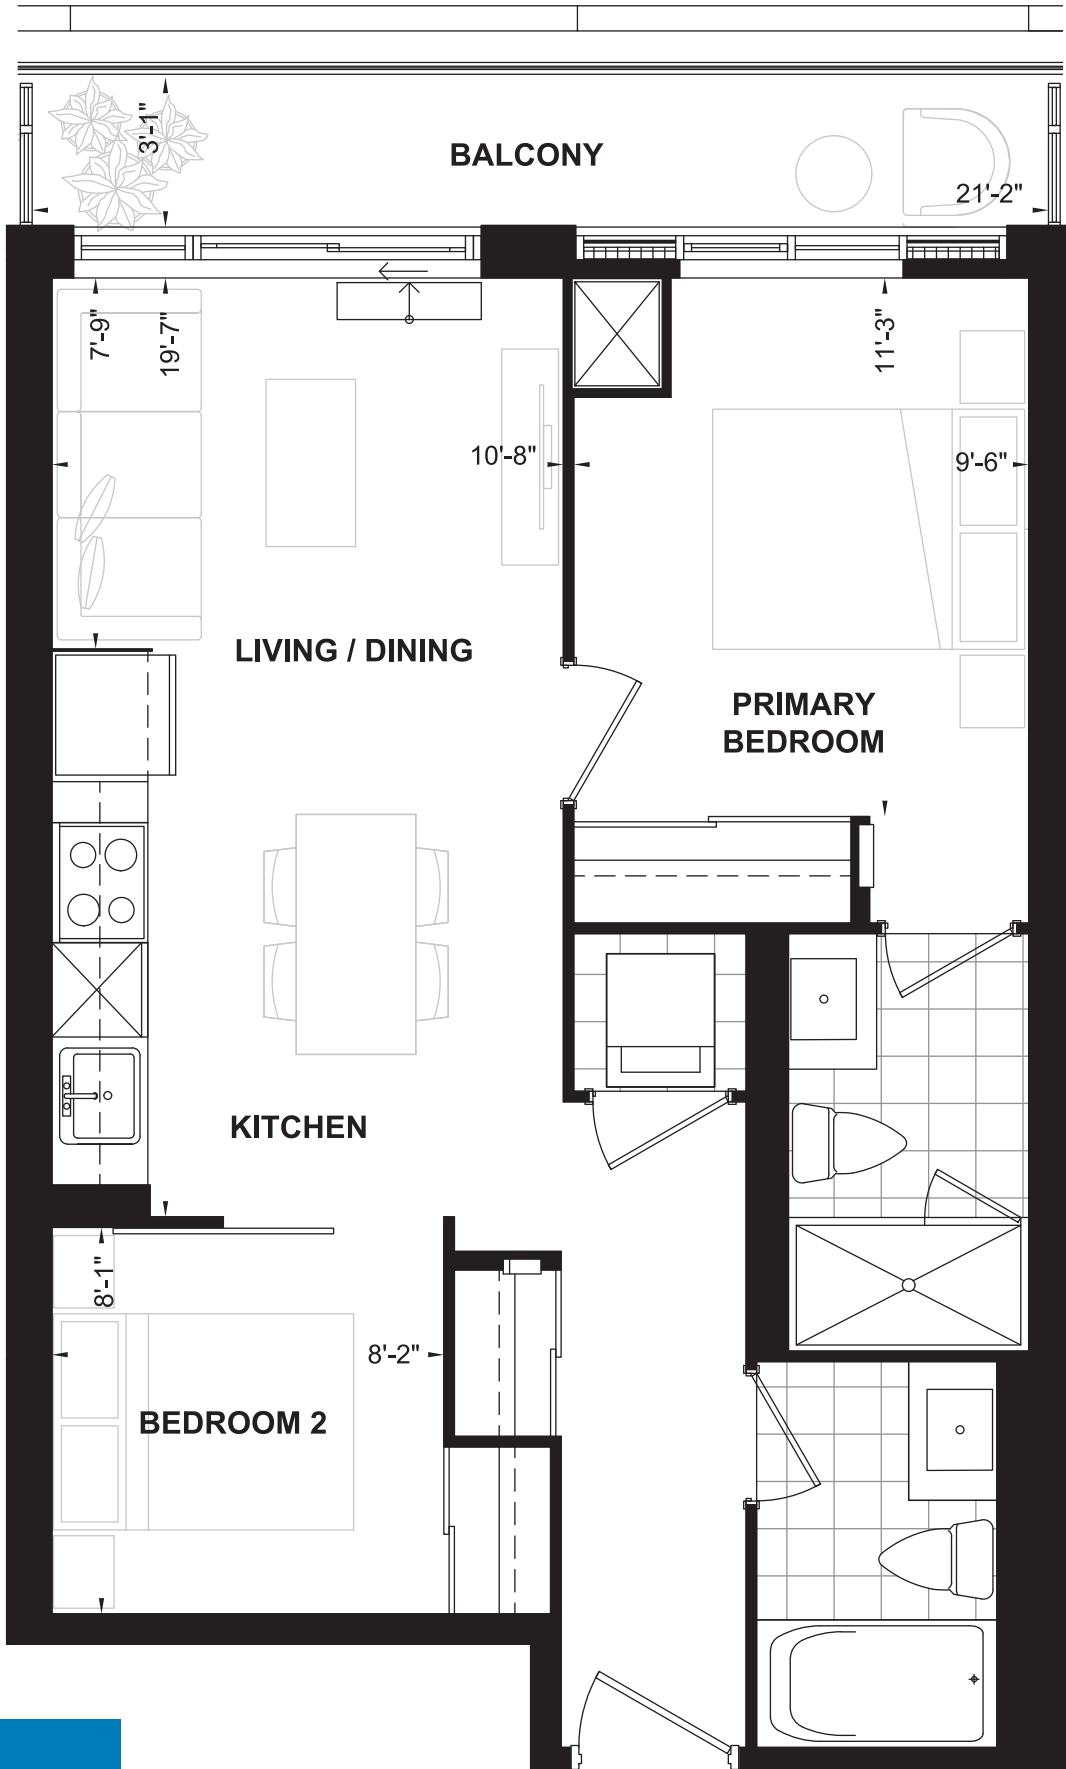 3'-1"
BALCONY
21'-2"
7'-9"
19'-7"
11'-3"
10'-8"
9'-6"
LIVING / DINING
PRIMARY
BEDROOM
KITCHEN
8'-1"
8'-2"
BEDROOM 2